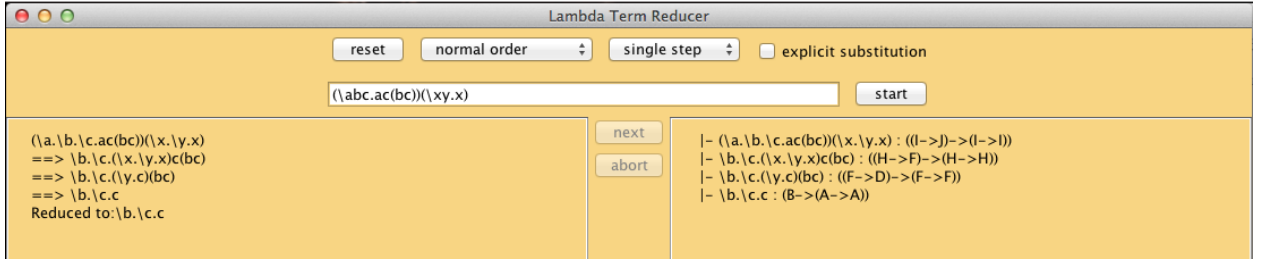 Lambda Term Reducer
reset normal order single step explicit substitution
(\abc.ac(bc))(\xy.x) start
next
abort
(\a.\b.\c.ac(bc))(\x.\y.x)
==> \b.\c.(\x.\y.x)c(bc)
==> \b.\c.(\y.c)(bc)
==> \b.\c.c
Reduced to:\b.\c.c
|- (\a.\b.\c.ac(bc))(\x.\y.x) : ((I->J)->(I->I))
|- \b.\c.(\x.\y.x)c(bc) : ((H->F)->(H->H))
|- \b.\c.(\y.c)(bc) : ((F->D)->(F->F))
|- \b.\c.c : (B->(A->A))